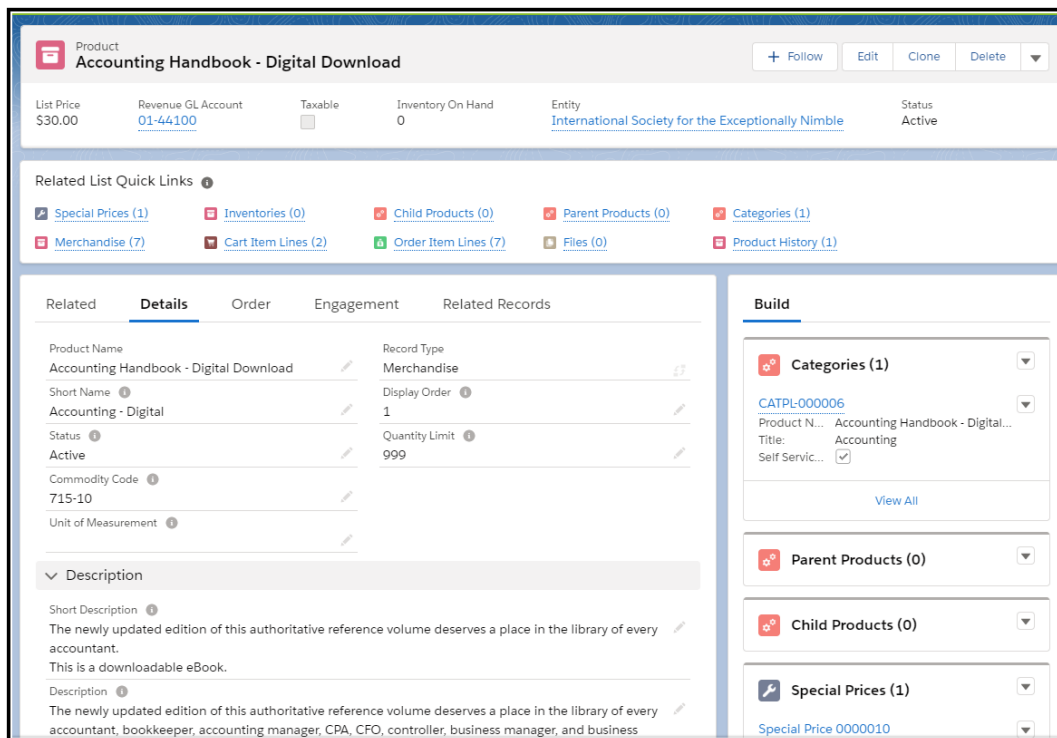 Product
Accounting Handbook - Digital Download
+ Follow
Edit
Clone
Delete
List Price
Revenue GL Account
Taxable
Inventory On Hand
Entity
Status
$30.00
01-44100
0
International Society for the Exceptionally Nimble
Active
Related List Quick Links
Special Prices (1)
Inventories (0)
Child Products (0)
Parent Products (0)
Categories (1)
Merchandise (7)
Cart Item Lines (2)
Order Item Lines (7)
Files (0)
Product History (1)
Related
Details
Order
Engagement
Related Records
Product Name
Accounting Handbook - Digital Download
Record Type
Merchandise
Short Name
Accounting - Digital
Display Order
1
Status
Active
Quantity Limit
999
Commodity Code
715-10
Unit of Measurement
Description
Short Description
The newly updated edition of this authoritative reference volume deserves a place in the library of every
accountant.
This is a downloadable eBook.
Description
The newly updated edition of this authoritative reference volume deserves a place in the library of every
accountant, bookkeeper, accounting manager, CPA, CFO, controller, business manager, and business
Build
Categories (1)
CATPL-000006
Product N... Accounting Handbook - Digital...
Title: Accounting
Self Servic...
View All
Parent Products (0)
Child Products (0)
Special Prices (1)
Special Price 0000010